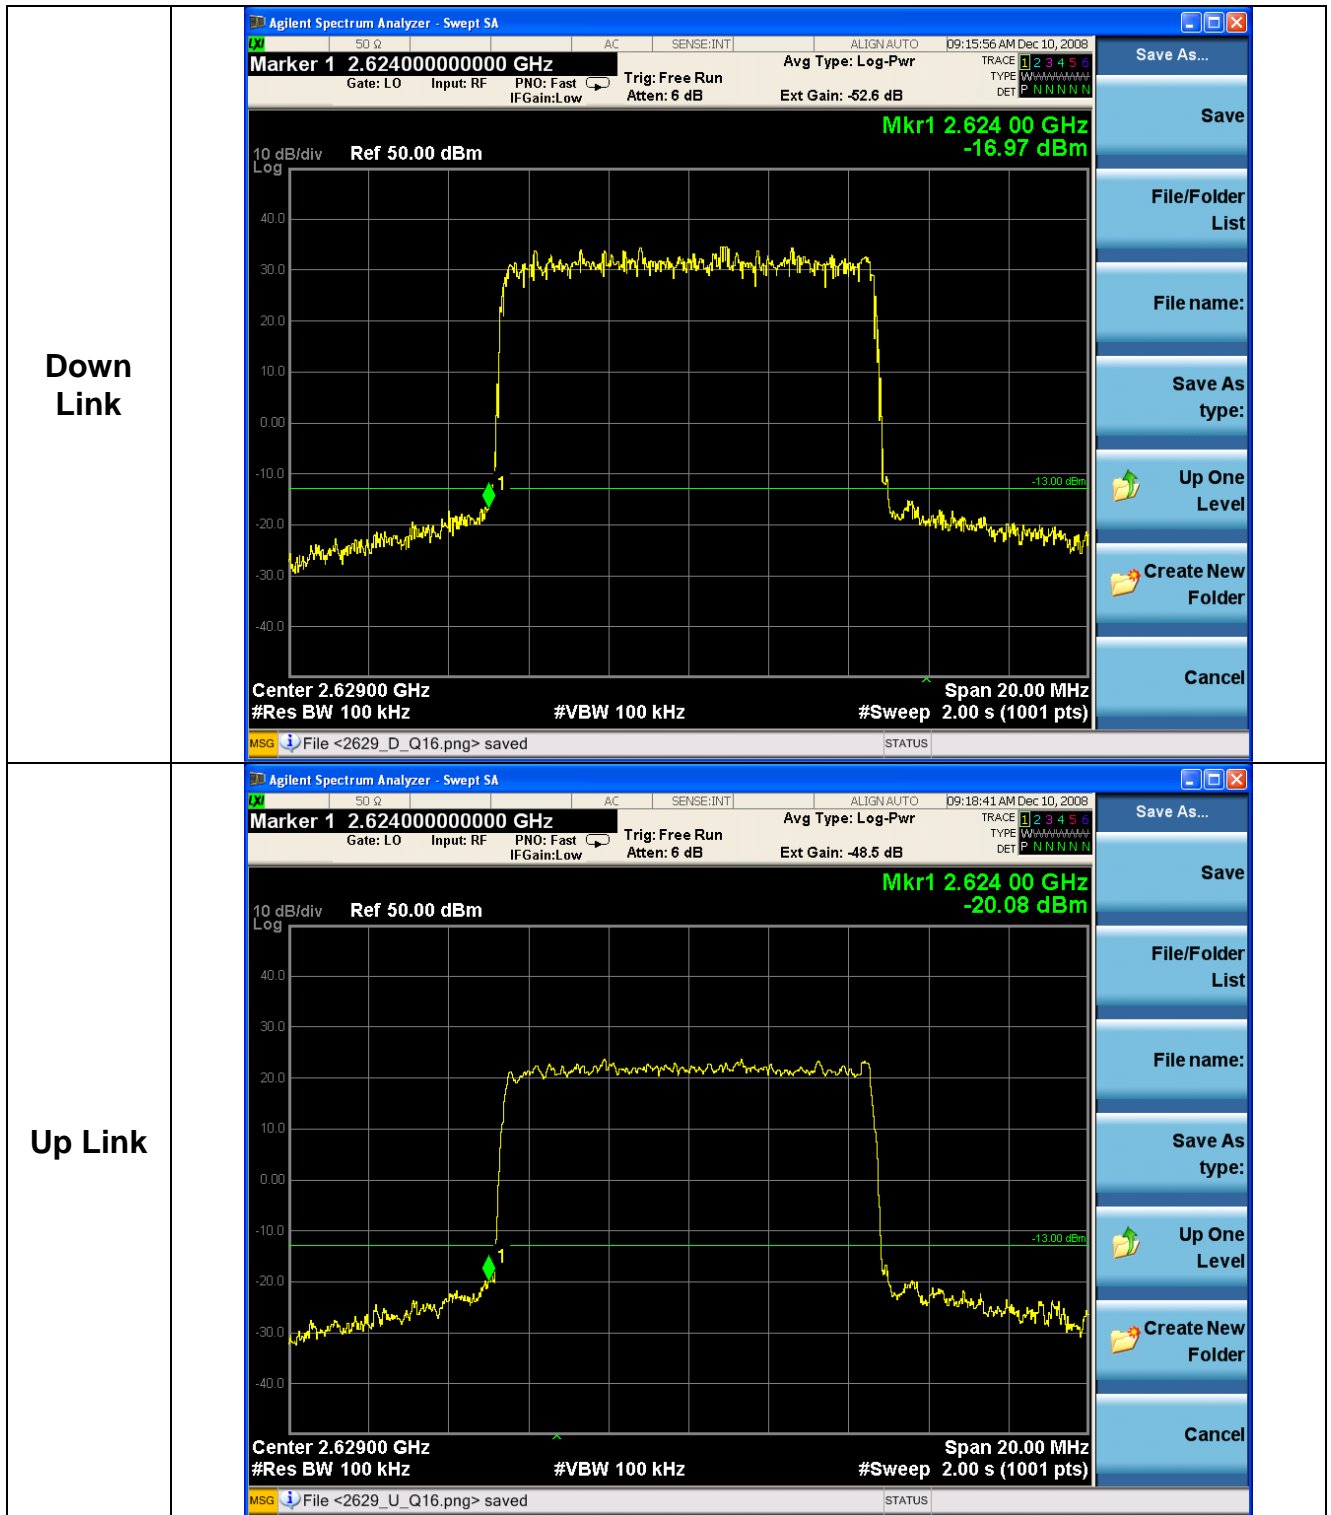 Down
Link
Agilent Spectrum Analyzer - Swept SA
LXI 50 Ω AC SENSE:INT ALIGNAUTO 09:15:56 AM Dec 10, 2008
Marker 1 2.624000000000 GHz
Avg Type: Log-Pwr
TRACE 1 2 3 4 5 6
Gate: LO Input: RF PNO: Fast Trig: Free Run
TYPE
IFGain:Low Atten: 6 dB Ext Gain: -52.6 dB
DET P N N N N N
Mkr1 2.624 00 GHz
-16.97 dBm
10 dB/div Ref 50.00 dBm
Log
40.0
30.0
20.0
10.0
0.00
-10.0
1
-13.00 dBm
-20.0
-30.0
-40.0
Center 2.62900 GHz Span 20.00 MHz
#Res BW 100 kHz #VBW 100 kHz #Sweep 2.00 s (1001 pts)
MSG File <2629_D_Q16.png> saved STATUS
Save As...
Save
File/Folder
List
File name:
Save As
type:
Up One
Level
Create New
Folder
Cancel
Up Link
Agilent Spectrum Analyzer - Swept SA
LXI 50 Ω AC SENSE:INT ALIGNAUTO 09:18:41 AM Dec 10, 2008
Marker 1 2.624000000000 GHz
Avg Type: Log-Pwr
TRACE 1 2 3 4 5 6
Gate: LO Input: RF PNO: Fast Trig: Free Run
TYPE
IFGain:Low Atten: 6 dB Ext Gain: -48.5 dB
DET P N N N N N
Mkr1 2.624 00 GHz
-20.08 dBm
10 dB/div Ref 50.00 dBm
Log
40.0
30.0
20.0
10.0
0.00
-10.0
1
-13.00 dBm
-20.0
-30.0
-40.0
Center 2.62900 GHz Span 20.00 MHz
#Res BW 100 kHz #VBW 100 kHz #Sweep 2.00 s (1001 pts)
MSG File <2629_U_Q16.png> saved STATUS
Save As...
Save
File/Folder
List
File name:
Save As
type:
Up One
Level
Create New
Folder
Cancel